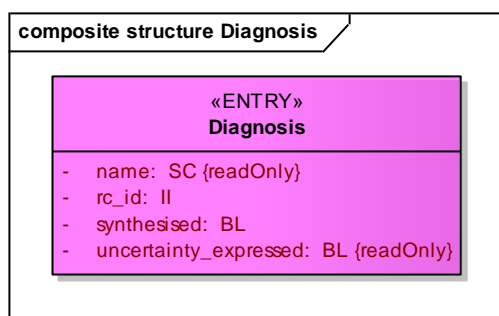 composite structure Diagnosis
«ENTRY»
Diagnosis
- name: SC {readOnly}
- rc_id: II
- synthesised: BL
- uncertainty_expressed: BL {readOnly}